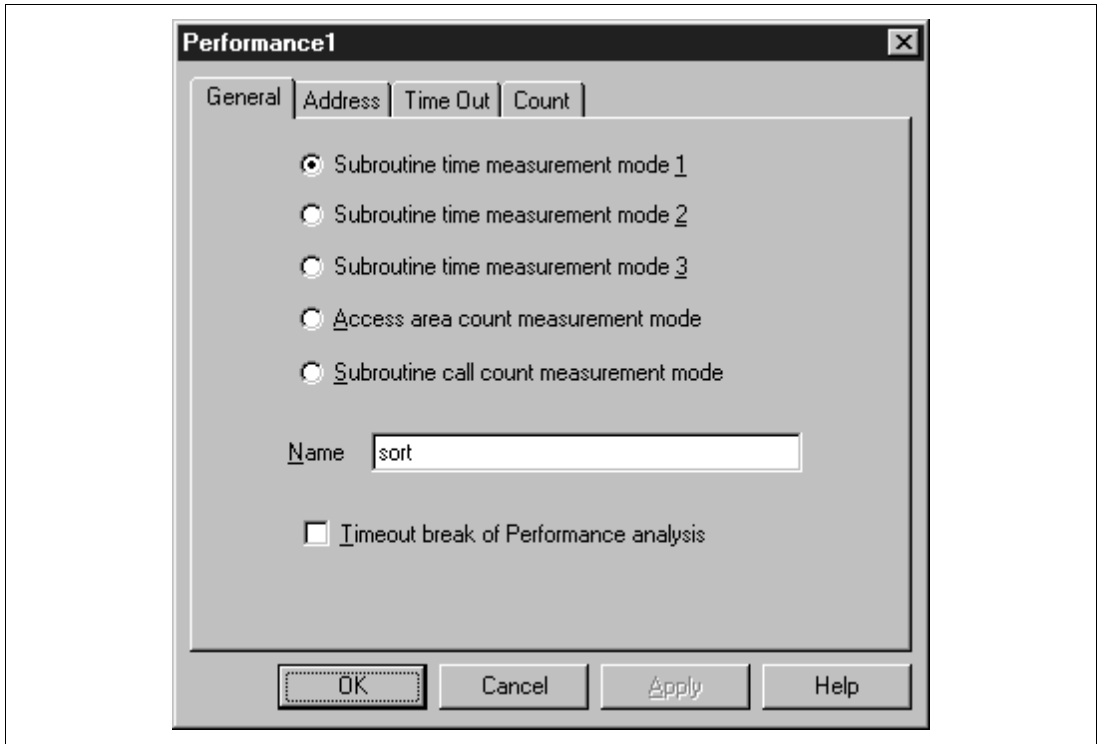 Performance1
General Address Time Out Count
Subroutine time measurement mode 1
Subroutine time measurement mode 2
Subroutine time measurement mode 3
Access area count measurement mode
Subroutine call count measurement mode
Name sort
Timeout break of Performance analysis
OK Cancel Apply Help